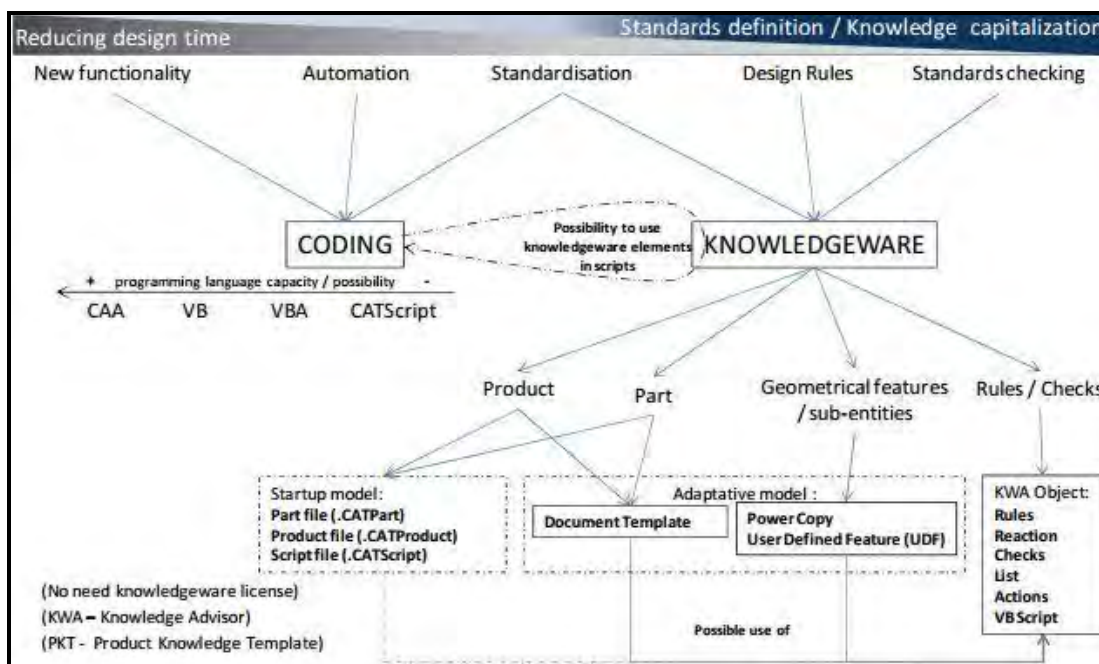 Reducing design time
Standards definition / Knowledge capitalization
New functionality
Automation
Standardisation
Design Rules
Standards checking
CODING
Possibility to use
knowledgeware elements
in scripts
KNOWLEDGEWARE
+ programming language capacity / possibility -
CAA VB VBA CATScript
Product
Part
Geometrical features
/ sub-entities
Rules / Checks
Startup model:
Part file (.CATPart)
Product file (.CATProduct)
Script file (.CATScript)
Adaptative model :
Document Template
Power Copy
User Defined Feature (UDF)
KWA Object:
Rules
Reaction
Checks
List
Actions
VB Script
(No need knowledgeware license)
(KWA – Knowledge Advisor)
(PKT - Product Knowledge Template)
Possible use of